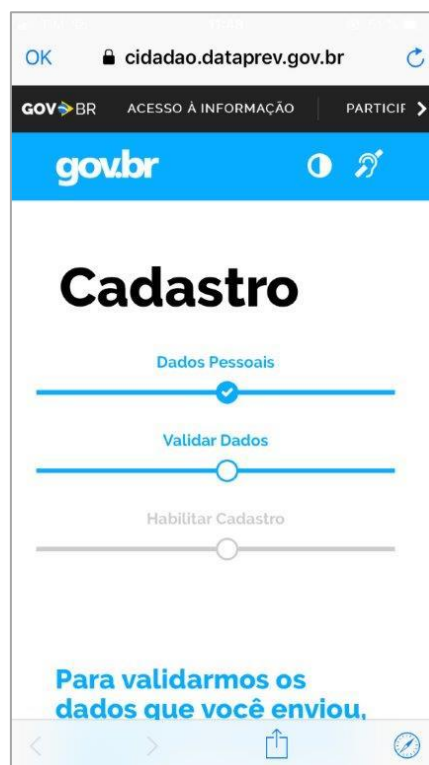 OK cidadao.dataprev.gov.br
GOV BR ACESSO À INFORMAÇÃO PARTICIF
gov.br
Cadastro
Dados Pessoais
Validar Dados
Habilitar Cadastro
Para validarmos os
dados que você enviou,